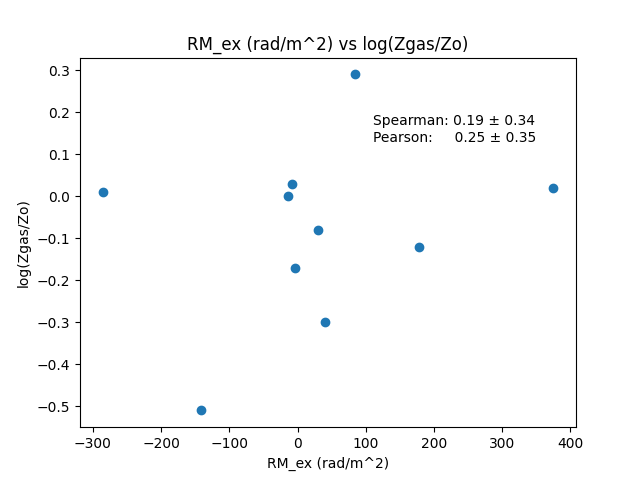 RM_ex (rad/m^2) vs log(Zgas/Zo)
0.3
0.2
0.1
0.0
−0.1
−0.2
−0.3
−0.4
−0.5
log(Zgas/Zo)
Spearman: 0.19 ± 0.34
Pearson: 0.25 ± 0.35
−300 −200 −100 0 100 200 300 400
RM_ex (rad/m^2)